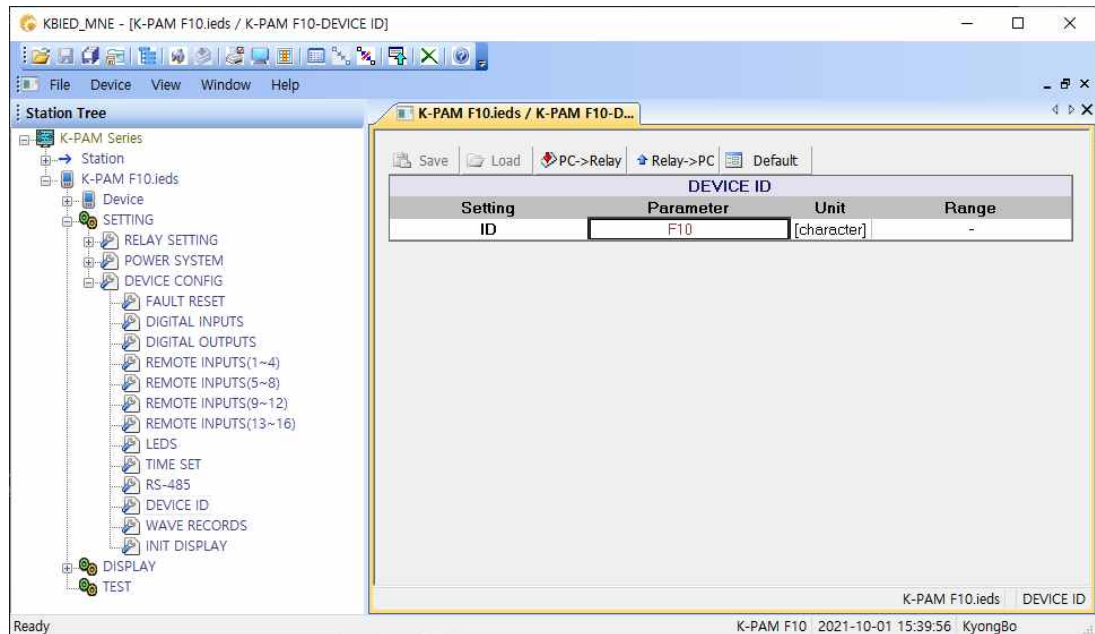 KBIED_MNE - [K-PAM F10.ieds / K-PAM F10-DEVICE ID]
File Device View Window Help
Station Tree
K-PAM Series
Station
K-PAM F10.ieds
Device
SETTING
RELAY SETTING
POWER SYSTEM
DEVICE CONFIG
FAULT RESET
DIGITAL INPUTS
DIGITAL OUTPUTS
REMOTE INPUTS(1~4)
REMOTE INPUTS(5~8)
REMOTE INPUTS(9~12)
REMOTE INPUTS(13~16)
LEDS
TIME SET
RS-485
DEVICE ID
WAVE RECORDS
INIT DISPLAY
DISPLAY
TEST
K-PAM F10.ieds / K-PAM F10-D...
Save Load PC->Relay Relay->PC Default
DEVICE ID
Setting Parameter Unit Range
ID F10 [character] -
K-PAM F10.ieds DEVICE ID
Ready K-PAM F10 2021-10-01 15:39:56 KyongBo